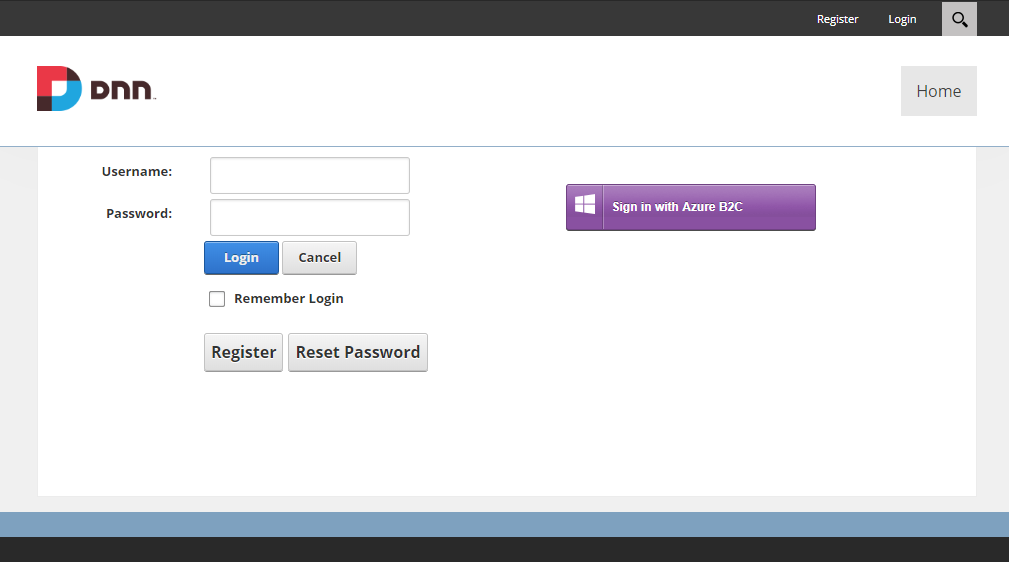 Register Login
DNN
Home
Username:
Password:
Sign in with Azure B2C
Login Cancel
Remember Login
Register Reset Password